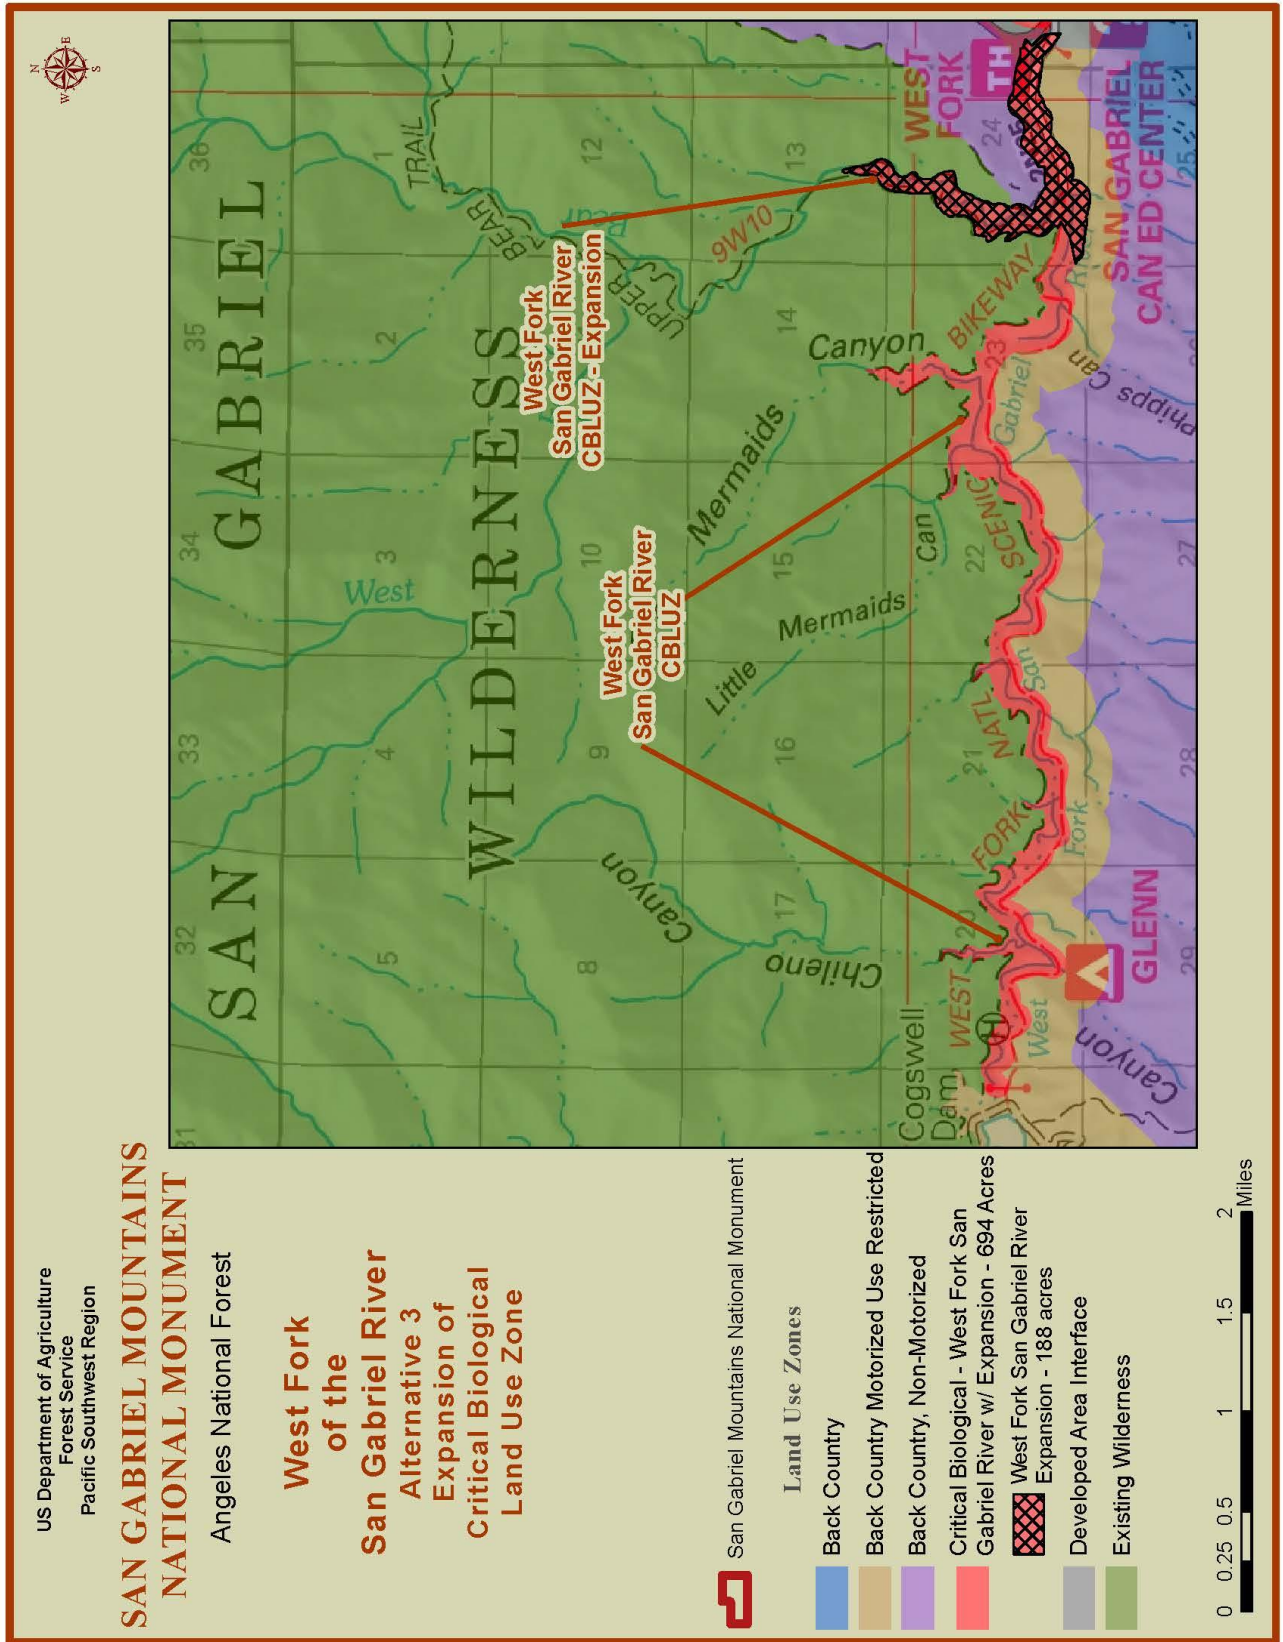 US Department of Agriculture
Forest Service
Pacific Southwest Region
SAN GABRIEL MOUNTAINS
NATIONAL MONUMENT
Angeles National Forest
West Fork
of the
San Gabriel River
Alternative 3
Expansion of
Critical Biological
Land Use Zone
San Gabriel Mountains National Monument
Land Use Zones
Back Country
Back Country Motorized Use Restricted
Back Country, Non-Motorized
Critical Biological - West Fork San
Gabriel River w/ Expansion - 694 Acres
West Fork San Gabriel River
Expansion - 188 acres
Developed Area Interface
Existing Wilderness
0 0.25 0.5 1 1.5 2
Miles
N
E
S
W
31
32
33
34
35
36
SAN GABRIEL
5
4
3
2
1
West
TRAIL
BEAR
UPPER
WILDERNESS
West Fork
San Gabriel River
CBLUZ - Expansion
8
9
10
12
West Fork
San Gabriel River
CBLUZ
9W10
Canyon
Chileno
17
16
15
14
13
Little
Mermaids
Can
Mermaids
Canyon
Cogswell
Dam
WEST
FORK
NATL
SCENIC
BIKEWAY
20
21
22
23
24
WEST
FORK
TH
H
West
Fork
San
Gabriel
GLENN
Canyon
Phipps Can
SAN GABRIEL
CAN ED CENTER
29
28
27
25